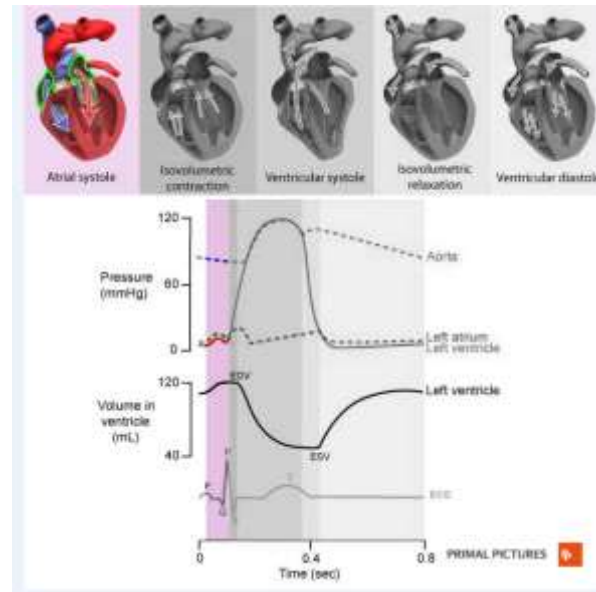 Atrial systole
Isovolumetric
contraction
Ventricular systole
Isovolumetric
relaxation
Ventricular diastole
120
Aorta
Pressure
(mmHg)
60
Left atrium
Left ventricle
0
120
EDV
Left ventricle
Volume in
ventricle
(mL)
40
ESV
P
R
Q
T
ECG
0
0.4
0.8
Time (sec)
PRIMAL PICTURES